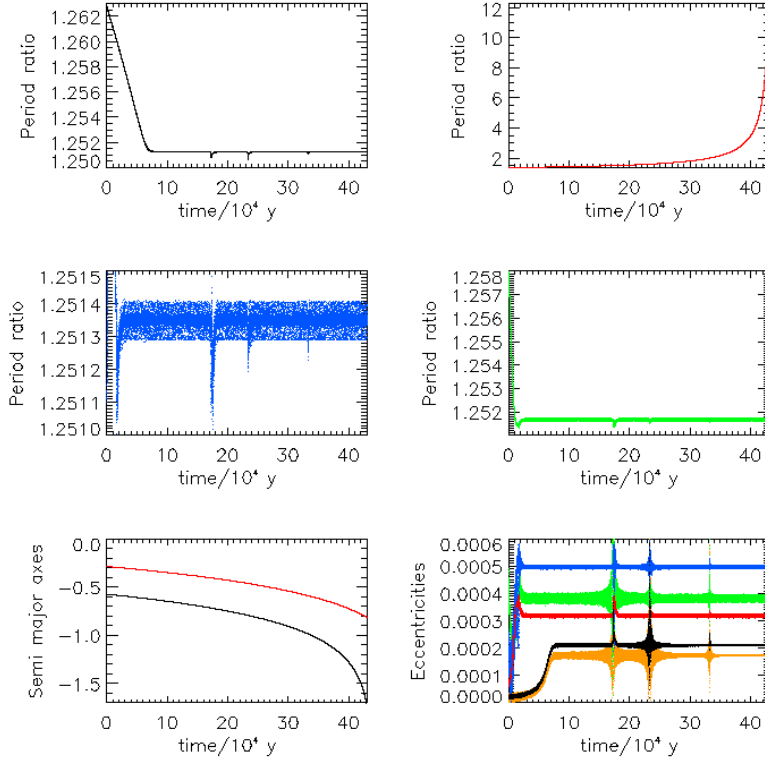 1.262
1.260
1.258
1.256
1.254
1.252
1.250
Period ratio
0 10 20 30 40
time/10⁴ y
12
10
8
6
4
2
Period ratio
0 10 20 30 40
time/10⁴ y
1.2515
1.2514
1.2513
1.2512
1.2511
1.2510
Period ratio
0 10 20 30 40
time/10⁴ y
1.258
1.257
1.256
1.255
1.254
1.253
1.252
Period ratio
0 10 20 30 40
time/10⁴ y
0.0
−0.5
−1.0
−1.5
Semi major axes
0 10 20 30 40
time/10⁴ y
0.0006
0.0005
0.0004
0.0003
0.0002
0.0001
0.0000
Eccentricities
0 10 20 30 40
time/10⁴ y